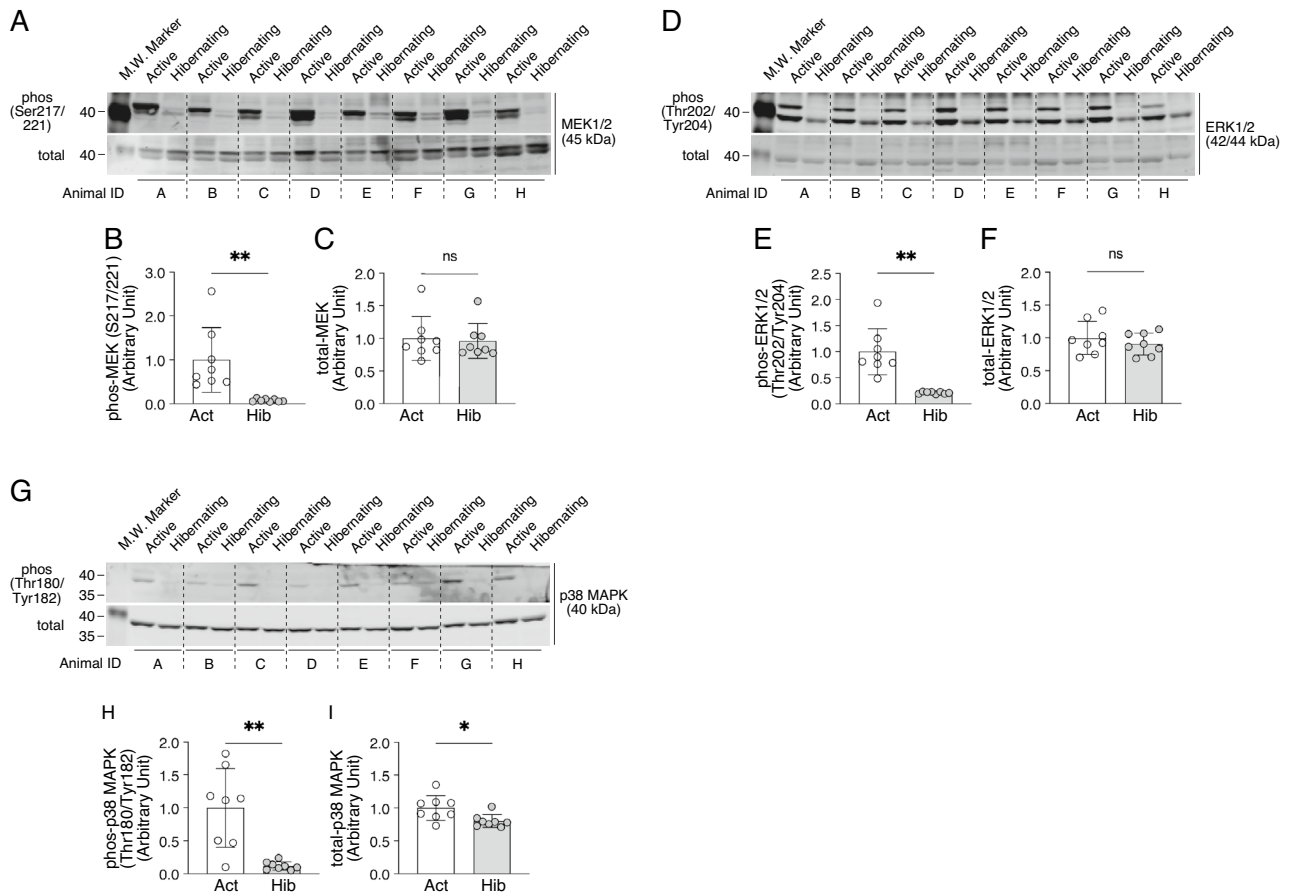 A
M.W. Marker
Active
Hibernating
Active
Hibernating
Active
Hibernating
Active
Hibernating
Active
Hibernating
Active
Hibernating
Active
Hibernating
Active
Hibernating
phos
(Ser217/
221)
40
total
40
MEK1/2
(45 kDa)
Animal ID A B C D E F G H
B
phos-MEK (S217/221)
(Arbitrary Unit)
3.0
2.0
1.0
0.0
**
Act Hib
C
total-MEK
(Arbitrary Unit)
2.0
1.5
1.0
0.5
0.0
ns
Act Hib
D
M.W. Marker
Active
Hibernating
Active
Hibernating
Active
Hibernating
Active
Hibernating
Active
Hibernating
Active
Hibernating
Active
Hibernating
Active
Hibernating
phos
(Thr202/
Tyr204)
40
total
40
ERK1/2
(42/44 kDa)
Animal ID A B C D E F G H
E
phos-ERK1/2
(Thr202/Tyr204)
(Arbitrary Unit)
2.5
2.0
1.5
1.0
0.5
0.0
**
Act Hib
F
total-ERK1/2
(Arbitrary Unit)
2.0
1.5
1.0
0.5
0.0
ns
Act Hib
G
M.W. Marker
Active
Hibernating
Active
Hibernating
Active
Hibernating
Active
Hibernating
Active
Hibernating
Active
Hibernating
Active
Hibernating
Active
Hibernating
phos
(Thr180/
Tyr182)
40
35
total
40
35
p38 MAPK
(40 kDa)
Animal ID A B C D E F G H
H
phos-p38 MAPK
(Thr180/Tyr182)
(Arbitrary Unit)
2.0
1.5
1.0
0.5
0.0
**
Act Hib
I
total-p38 MAPK
(Arbitrary Unit)
2.0
1.5
1.0
0.5
0.0
*
Act Hib